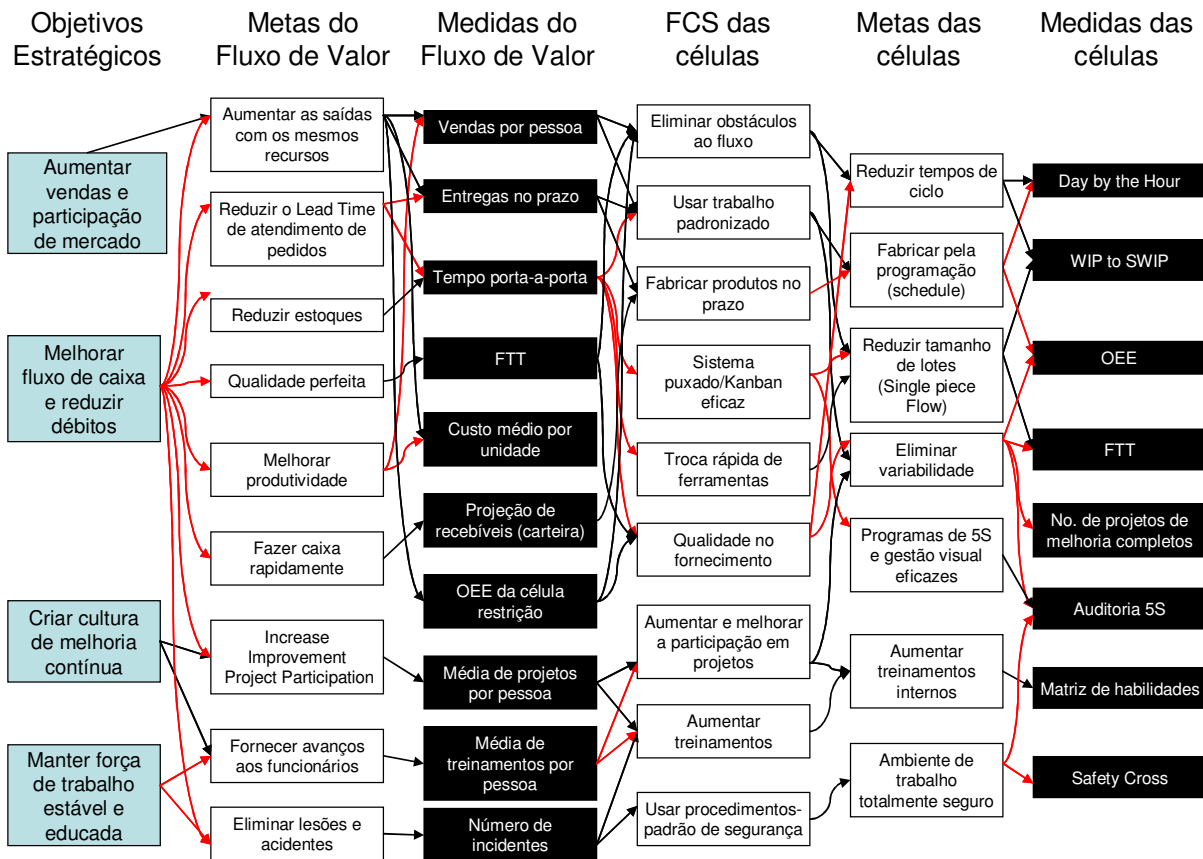 Objetivos
Estratégicos
Metas do
Fluxo de Valor
Medidas do
Fluxo de Valor
FCS das
células
Metas das
células
Medidas das
células
Aumentar
vendas e
participação
de mercado
Melhorar
fluxo de caixa
e reduzir
débitos
Criar cultura
de melhoria
contínua
Manter força
de trabalho
estável e
educada
Aumentar as saídas
com os mesmos
recursos
Reduzir o Lead Time
de atendimento de
pedidos
Reduzir estoques
Qualidade perfeita
Melhorar
produtividade
Fazer caixa
rapidamente
Increase
Improvement
Project Participation
Fornecer avanços
aos funcionários
Eliminar lesões e
acidentes
Vendas por pessoa
Entregas no prazo
Tempo porta-a-porta
FTT
Custo médio por
unidade
Projeção de
recebíveis (carteira)
OEE da célula
restrição
Média de projetos
por pessoa
Média de
treinamentos por
pessoa
Número de
incidentes
Eliminar obstáculos
ao fluxo
Usar trabalho
padronizado
Fabricar produtos no
prazo
Sistema
puxado/Kanban
eficaz
Troca rápida de
ferramentas
Qualidade no
fornecimento
Aumentar e melhorar
a participação em
projetos
Aumentar
treinamentos
Usar procedimentos-
padrão de segurança
Reduzir tempos de
ciclo
Fabricar pela
programação
(schedule)
Reduzir tamanho
de lotes
(Single piece
Flow)
Eliminar
variabilidade
Programas de 5S
e gestão visual
eficazes
Aumentar
treinamentos
internos
Ambiente de
trabalho
totalmente seguro
Day by the Hour
WIP to SWIP
OEE
FTT
No. de projetos de
melhoria completos
Auditoria 5S
Matriz de habilidades
Safety Cross